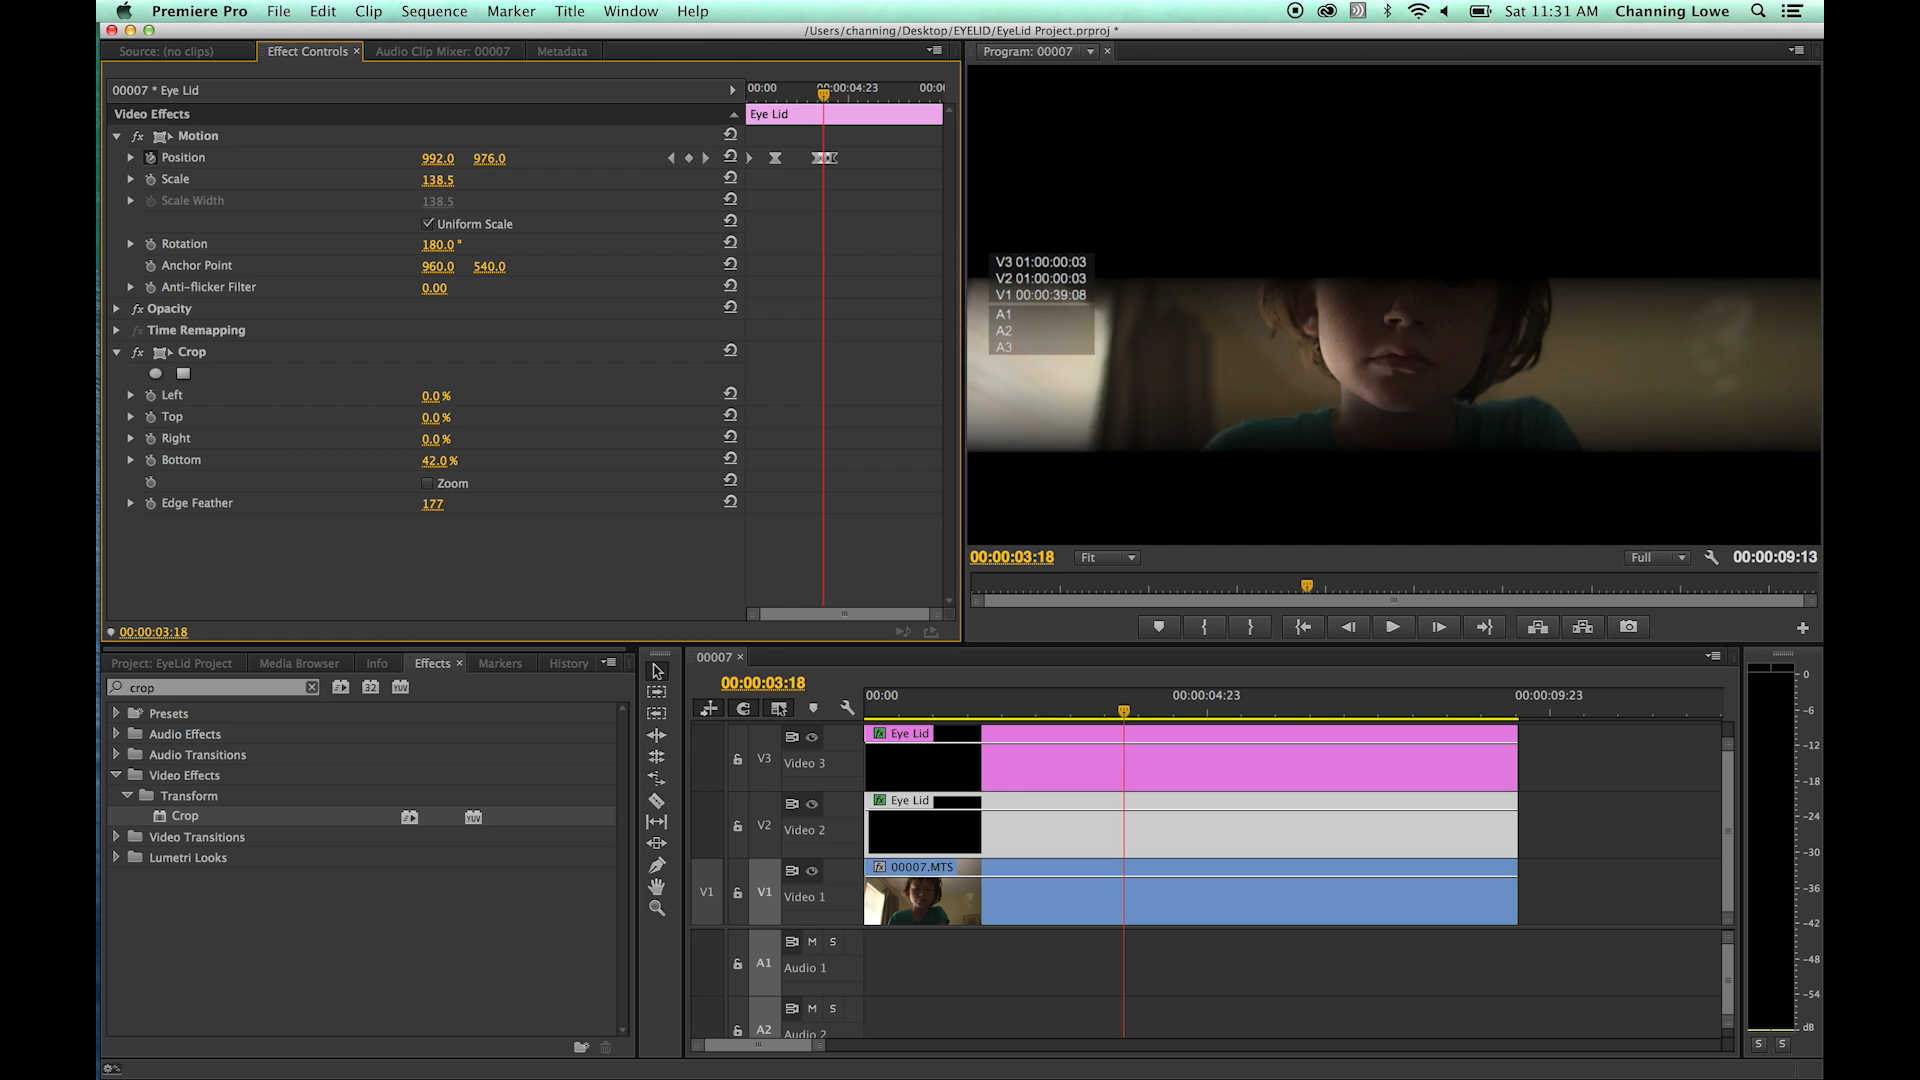 Premiere Pro File Edit Clip Sequence Marker Title Window Help Sat 11:31 AM Channing Lowe
/Users/channing/Desktop/EYELID/EyeLid Project.prproj *
Source: (no clips) Effect Controls × Audio Clip Mixer: 00007 Metadata
00007 * Eye Lid
00:00 00:00:04:23
Video Effects
Eye Lid
fx Motion
Position 992.0 976.0
Scale 138.5
Scale Width 138.5
Uniform Scale
Rotation 180.0 °
Anchor Point 960.0 540.0
Anti-flicker Filter 0.00
fx Opacity
fx Time Remapping
fx Crop
Left 0.0 %
Top 0.0 %
Right 0.0 %
Bottom 42.0 %
Zoom
Edge Feather 177
00:00:03:18
Program: 00007 ×
V3 01:00:00:03
V2 01:00:00:03
V1 00:00:39:08
A1
A2
A3
00:00:03:18 Fit Full 00:00:09:13
Project: EyeLid Project Media Browser Info Effects × Markers History
crop 32 YUV
Presets
Audio Effects
Audio Transitions
Video Effects
Transform
Crop YUV
Video Transitions
Lumetri Looks
00007 ×
00:00:03:18
00:00 00:00:04:23 00:00:09:23
fx Eye Lid
V3 Video 3
fx Eye Lid
V2 Video 2
fx 00007.MTS
V1 V1 Video 1
M S
A1 Audio 1
M S
A2 Audio 2
0
-6
-12
-18
-24
-30
-36
-42
-48
-54
dB
S S